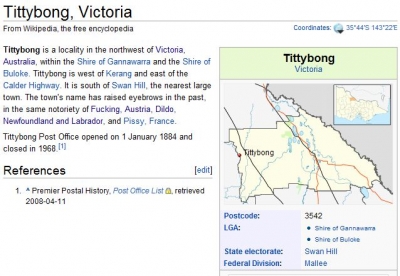 Tittybong, Victoria
From Wikipedia, the free encyclopedia
Coordinates: 35°44′S 143°22′E
Tittybong is a locality in the northwest of Victoria,
Australia, within the Shire of Gannawarra and the Shire of
Buloke. Tittybong is west of Kerang and east of the
Calder Highway. It is south of Swan Hill, the nearest large
town. The town's name has raised eyebrows in the past,
in the same notoriety of Fucking, Austria, Dildo,
Newfoundland and Labrador, and Pissy, France.
Tittybong Post Office opened on 1 January 1884 and
closed in 1968.[1]
References [edit]
1. ^ Premier Postal History, Post Office List, retrieved
2008-04-11
Tittybong
Victoria
Tittybong
Postcode: 3542
LGA: • Shire of Gannawarra
• Shire of Buloke
State electorate: Swan Hill
Federal Division: Mallee